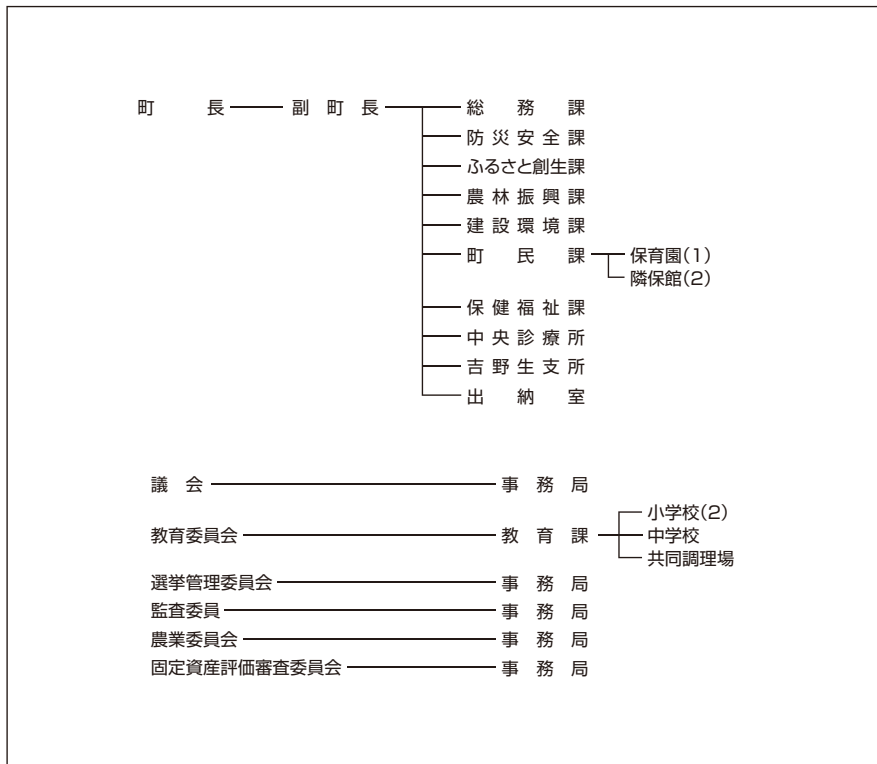 町長 副町長 総務課
防災安全課
ふるさと創生課
農林振興課
建設環境課
町民課 保育園(1)
隣保館(2)
保健福祉課
中央診療所
吉野生支所
出納室
議会 事務局
小学校(2)
教育委員会 教育課 中学校
共同調理場
選挙管理委員会 事務局
監査委員 事務局
農業委員会 事務局
固定資産評価審査委員会 事務局